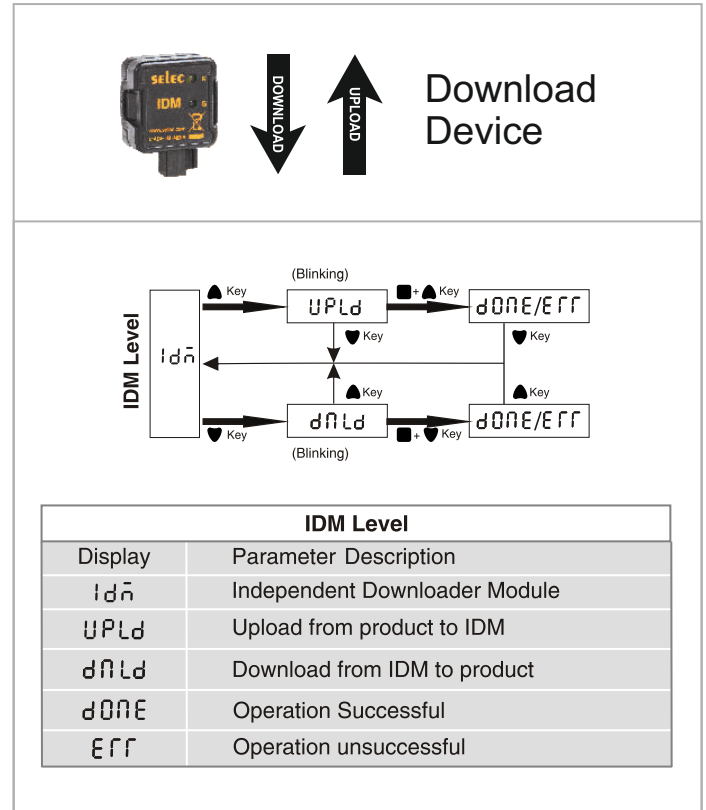 selec
IDM
DOWNLOAD
UPLOAD
Download
Device
(Blinking)
Key
UPLd
+ Key
dONE/Err
Key
Key
IDM Level
Idm
Key
Key
Key
dNLd
+ Key
dONE/Err
(Blinking)
IDM Level
Display Parameter Description
Idm Independent Downloader Module
UPLd Upload from product to IDM
dNLd Download from IDM to product
dONE Operation Successful
Err Operation unsuccessful